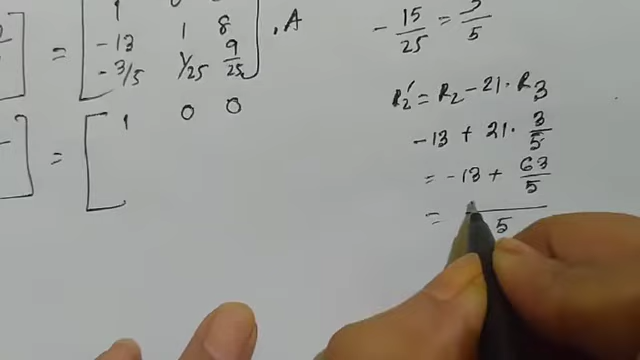 1
= -13 1 8 . A
-3/5 1/25 9/25
= [ 1 0 0
- 15/25 = 3/5
R₂' = R₂ - 21 · R₃
-13 + 21 · 3/5
= -13 + 63/5
= /5